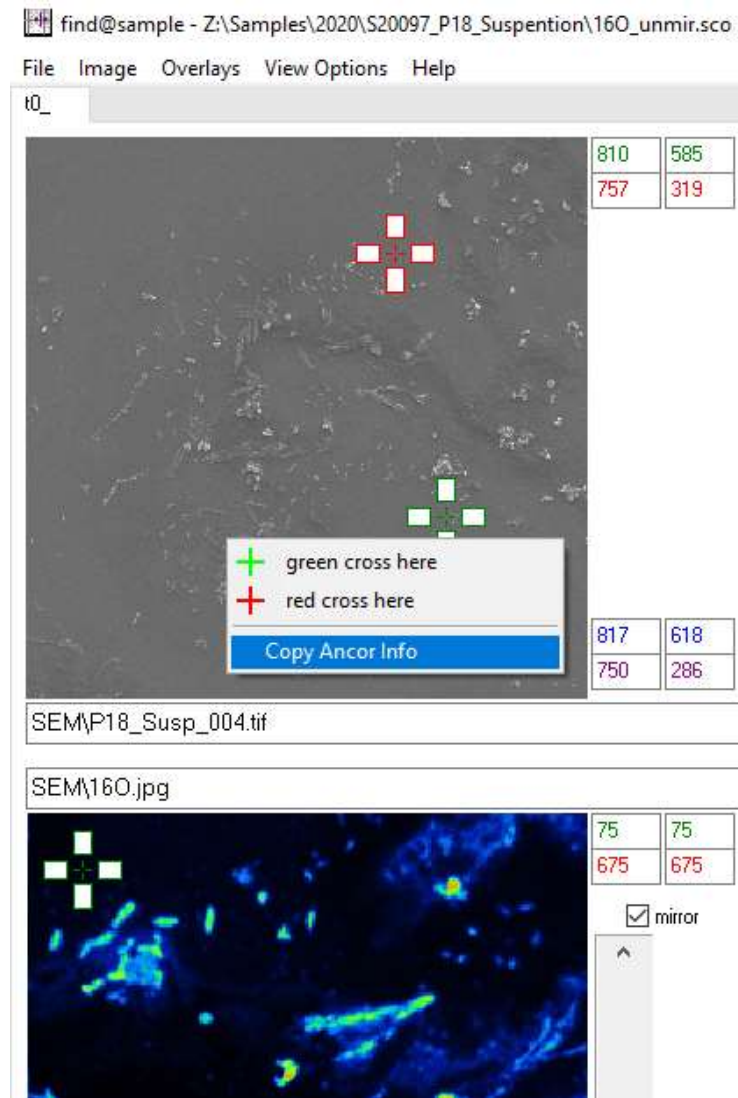 find@sample - Z:\Samples\2020\S20097_P18_Suspention\16O_unmir.sco
File Image Overlays View Options Help
t0_
810 585
757 319
green cross here
red cross here
Copy Ancor Info
817 618
750 286
SEM\P18_Susp_004.tif
SEM\16O.jpg
75 75
675 675
mirror